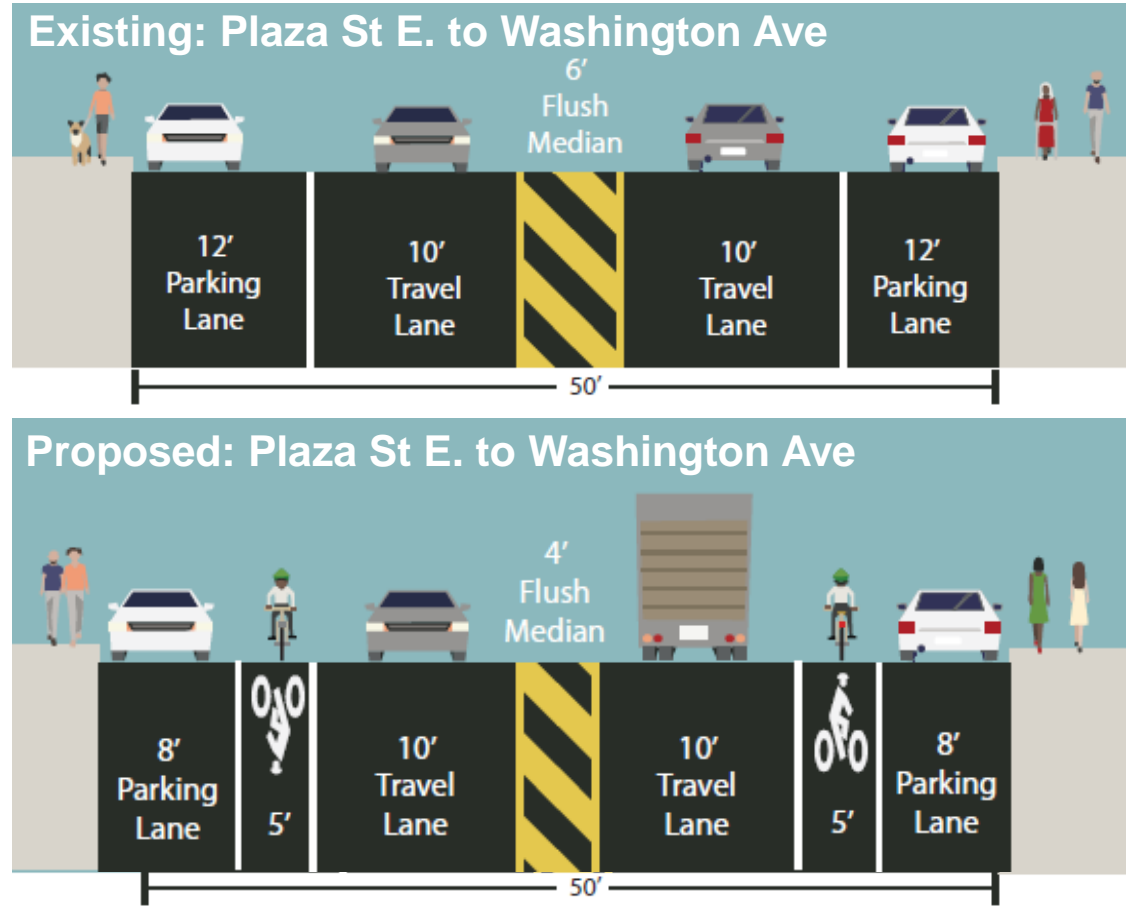 Existing: Plaza St E. to Washington Ave
6’
Flush
Median
12’
Parking
Lane
10’
Travel
Lane
10’
Travel
Lane
12’
Parking
Lane
50’
Proposed: Plaza St E. to Washington Ave
4’
Flush
Median
8’
Parking
Lane
5’
10’
Travel
Lane
10’
Travel
Lane
5’
8’
Parking
Lane
50’